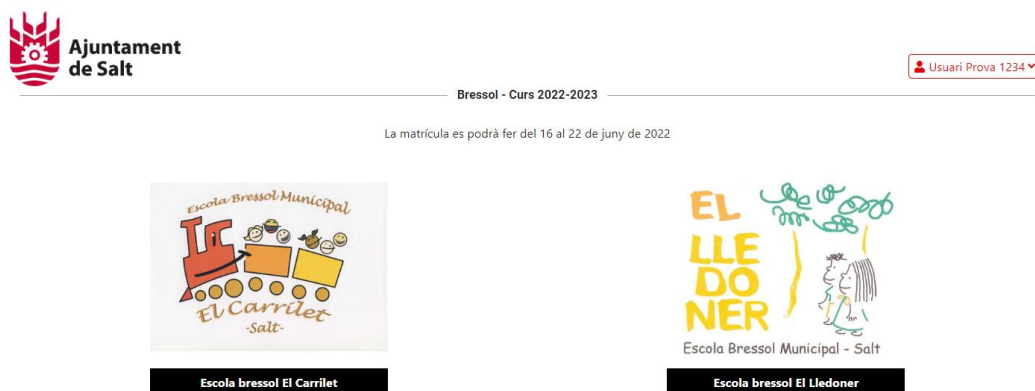 Ajuntament
de Salt
Usuari Prova 1234
Bressol - Curs 2022-2023
La matrícula es podrà fer del 16 al 22 de juny de 2022
Escola Bressol Municipal
El Carrilet
-Salt-
Escola bressol El Carrilet
EL
LLE
DO
NER
Escola Bressol Municipal - Salt
Escola bressol El Lledoner